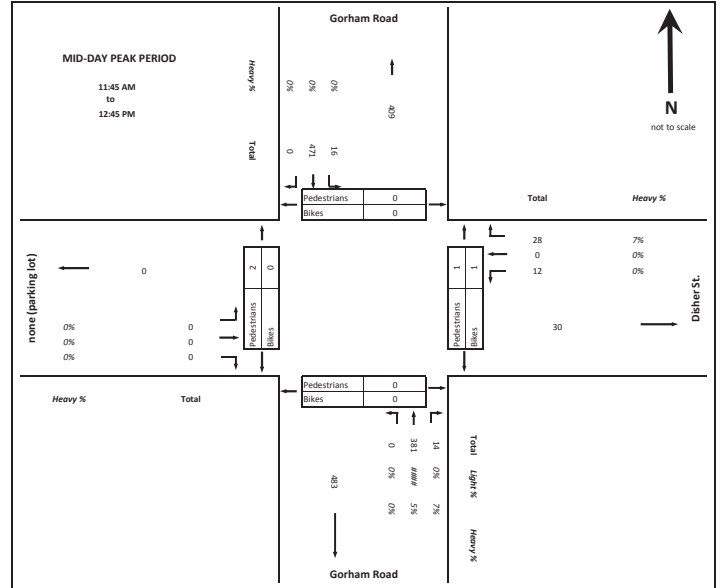 Gorham Road
MID-DAY PEAK PERIOD
11:45 AM
to
12:45 PM
Heavy %
0%
0%
0%
409
N
not to scale
Total
0
471
16
Pedestrians 0
Bikes 0
Total Heavy %
28 7%
0 0%
12 0%
none (parking lot)
0
2 0
Pedestrians
Bikes
1 1
Pedestrians
Bikes
Disher St.
30
0% 0
0% 0
0% 0
Pedestrians 0
Bikes 0
Heavy % Total
0 381 14 Total
0% #### 0% Light %
0% 5% 7% Heavy %
483
Gorham Road